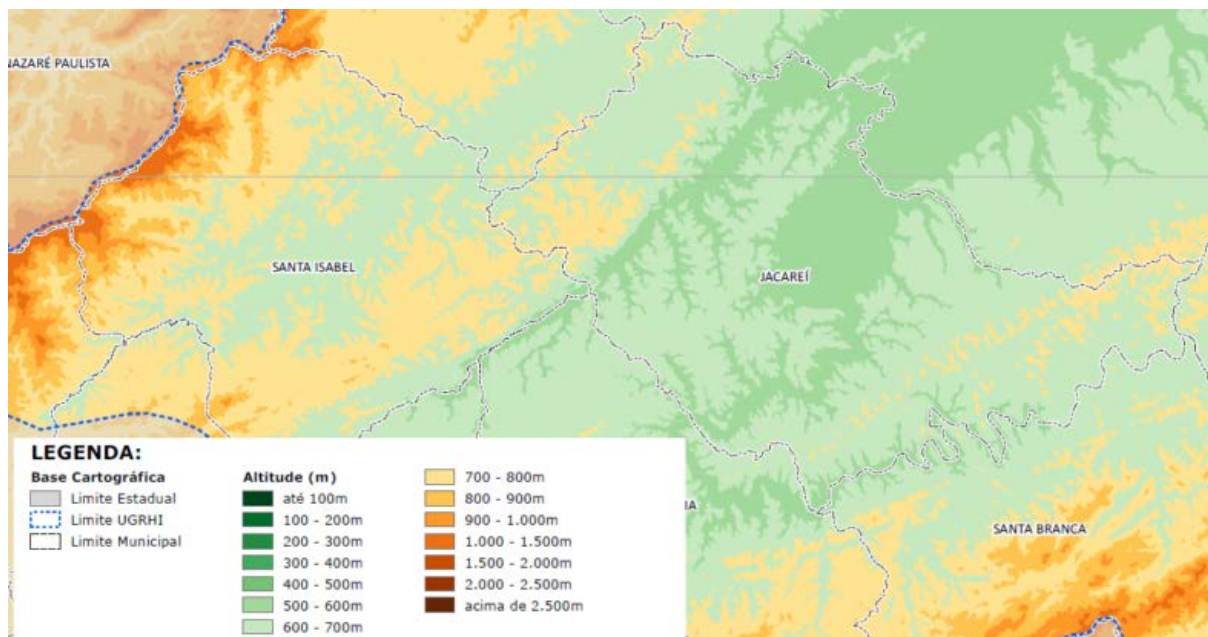 NAZARÉ PAULISTA
SANTA ISABEL
JACAREÍ
IA
SANTA BRANCA
LEGENDA:
Base Cartográfica
Limite Estadual
Limite UGRHI
Limite Municipal
Altitude (m)
até 100m
100 - 200m
200 - 300m
300 - 400m
400 - 500m
500 - 600m
600 - 700m
700 - 800m
800 - 900m
900 - 1.000m
1.000 - 1.500m
1.500 - 2.000m
2.000 - 2.500m
acima de 2.500m